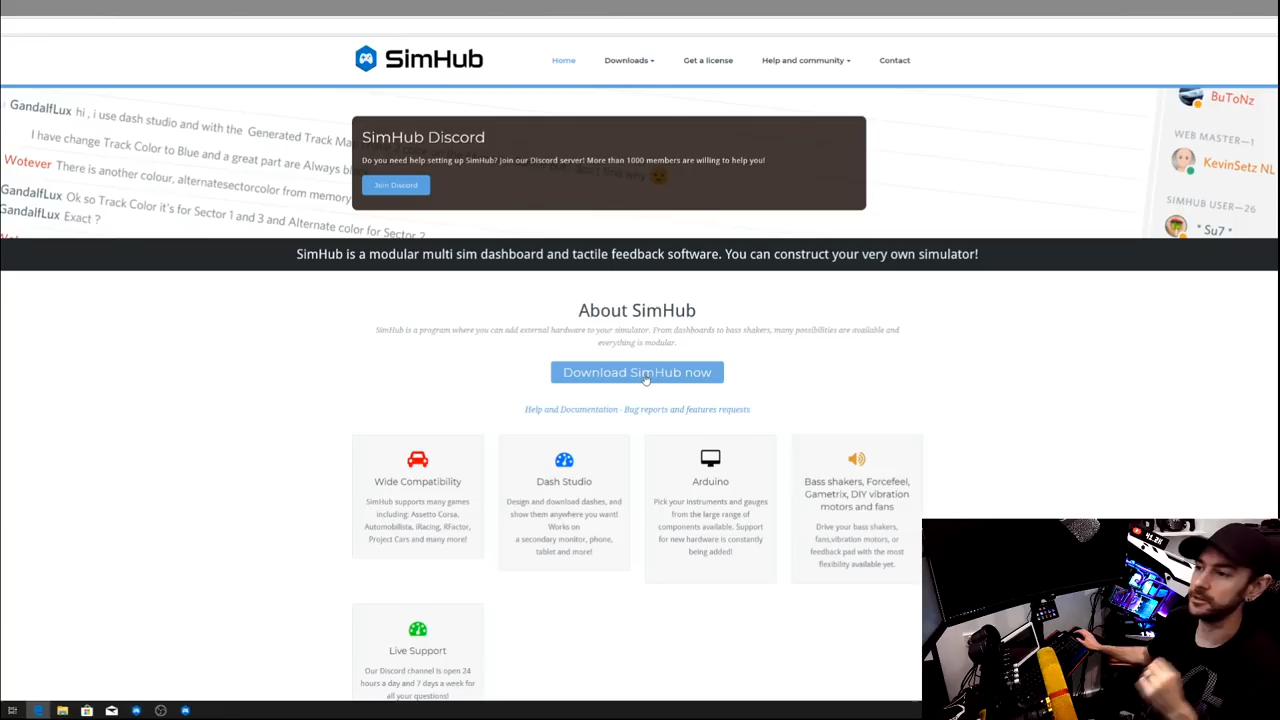 SimHub
Home
Downloads
Get a license
Help and community
Contact
GandalfLux hi , i use dash studio and with the Generated Track Ma
I have change Track Color to Blue and a great part are Always b
Wotever There is another colour, alternatesectorcolor from memory
GandalfLux Ok so Track Color it's for Sector 1 and 3 and Alternate color for Sector 2
GandalfLux Exact ?
SimHub Discord
Do you need help setting up SimHub? Join our Discord server! More than 1000 members are willing to help you!
Join Discord
BuToNz
WEB MASTER—1
KevinSetz NL
SIMHUB USER—26
* Su7 *
SimHub is a modular multi sim dashboard and tactile feedback software. You can construct your very own simulator!
About SimHub
SimHub is a program where you can add external hardware to your simulator. From dashboards to bass shakers, many possibilities are available and
everything is modular.
Download SimHub now
Help and Documentation - Bug reports and features requests
Wide Compatibility
SimHub supports many games
including: Assetto Corsa,
Automobilista, iRacing, RFactor,
Project Cars and many more!
Dash Studio
Design and download dashes, and
show them anywhere you want!
Works on
a secondary monitor, phone,
tablet and more!
Arduino
Pick your instruments and gauges
from the large range of
components available. Support
for new hardware is constantly
being added!
Bass shakers, Forcefeel,
Gametrix, DIY vibration
motors and fans
Drive your bass shakers,
fans,vibration motors, or
feedback pad with the most
flexibility available yet.
Live Support
Our Discord channel is open 24
hours a day and 7 days a week for
all your questions!
41.2K